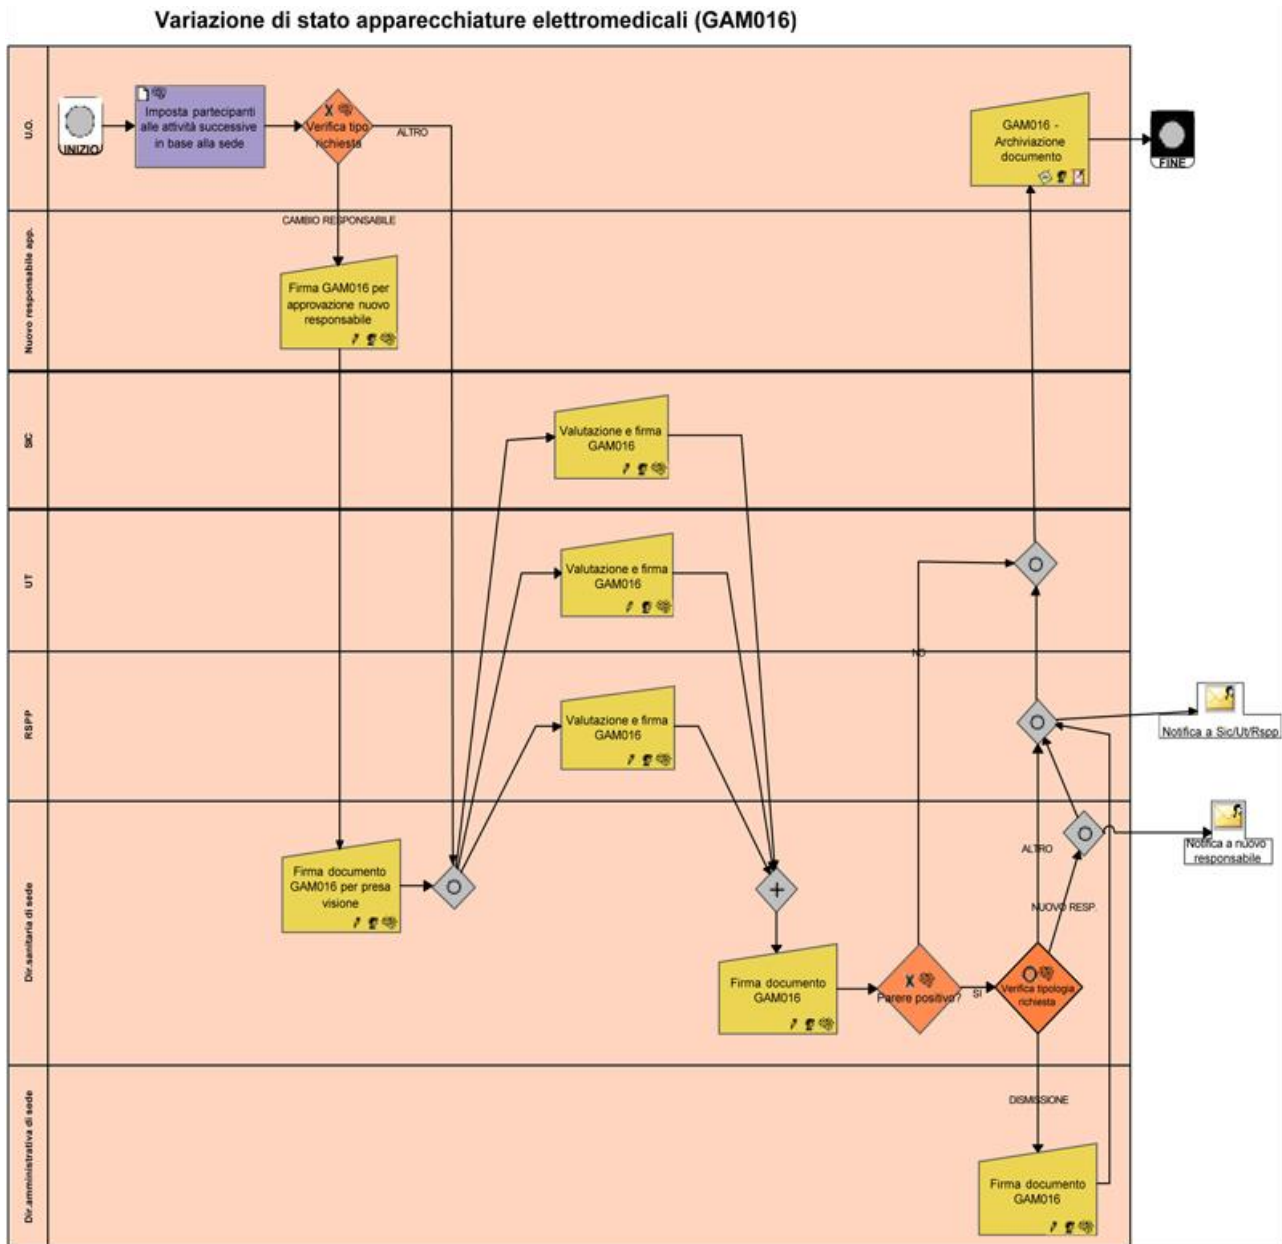 Variazione di stato apparecchiature elettromedicali (GAM016)
U.O.
INIZIO
Imposta partecipanti
alle attività successive
in base alla sede
X
Verifica tipo
richiesta
ALTRO
GAM016 -
Archiviazione
documento
FINE
CAMBIO RESPONSABILE
Nuovo responsabile app.
Firma GAM016 per
approvazione nuovo
responsabile
SIC
Valutazione e firma
GAM016
UT
Valutazione e firma
GAM016
NO
RSPP
Valutazione e firma
GAM016
Notifica a Sic/Ut/Rspp
Dir.sanitaria di sede
Firma documento
GAM016 per presa
visione
ALTRO
Notifica a nuovo
responsabile
NUOVO RESP.
Firma documento
GAM016
X
Parere positivo?
SI
Verifica tipologia
richiesta
Dir.amministrativa di sede
DISMISSIONE
Firma documento
GAM016